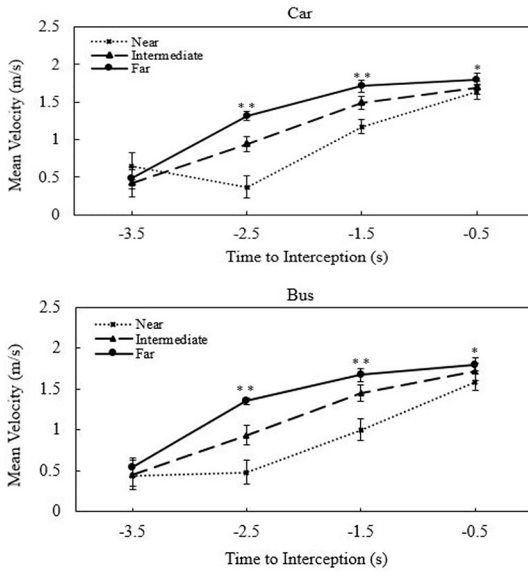 Car
2.5
Near
Intermediate
Far
2
* *
* *
*
1.5
1
0.5
0
Mean Velocity (m/s)
-3.5
-2.5
-1.5
-0.5
Time to Interception (s)
Bus
2.5
Near
Intermediate
Far
2
* *
* *
*
1.5
1
0.5
0
Mean Velocity (m/s)
-3.5
-2.5
-1.5
-0.5
Time to Interception (s)